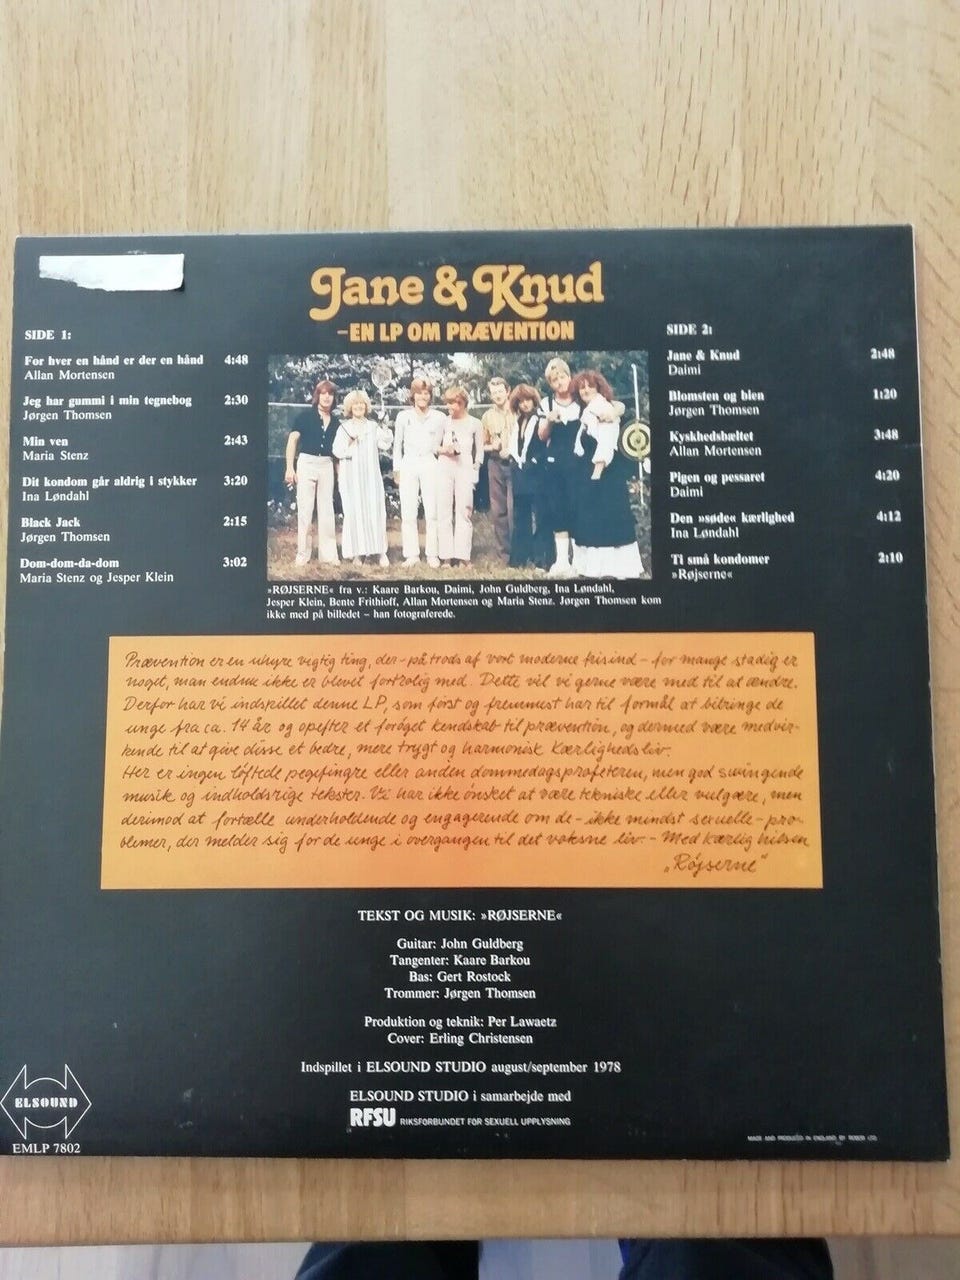 Jane & Knud
-EN LP OM PRÆVENTION
SIDE 1:
For hver en hånd er der en hånd 4:48
Allan Mortensen
Jeg har gummi i min tegnebog 2:30
Jørgen Thomsen
Min ven 2:43
Maria Stenz
Dit kondom går aldrig i stykker 3:20
Ina Løndahl
Black Jack 2:15
Jørgen Thomsen
Dom-dom-da-dom 3:02
Maria Stenz og Jesper Klein
SIDE 2:
Jane & Knud 2:48
Daimi
Blomsten og bien 1:20
Jørgen Thomsen
Kyskhedsbæltet 3:48
Allan Mortensen
Pigen og pessaret 4:20
Daimi
Den »søde« kærlighed 4:12
Ina Løndahl
Ti små kondomer 2:10
»Røjserne«
»RØJSERNE« fra v.: Kaare Barkou, Daimi, John Guldberg, Ina Løndahl,
Jesper Klein, Bente Frithioff, Allan Mortensen og Maria Stenz. Jørgen Thomsen kom
ikke med på billedet – han fotograferede.
Prævention er en uhyre vigtig ting, der - på trods af vort moderne frisind - for mange stadig er
noget, man endnu ikke er blevet fortrolig med. Dette vil vi gerne være med til at ændre.
Derfor har vi indspillet denne LP, som først og fremmest har til formål at bibringe de
unge fra ca. 14 år og opefter et forøget kendskab til prævention, og dermed være medvir-
kende til at give disse et bedre, mere trygt og harmonisk kærlighedsliv.
Her er ingen løftede pegefingre eller anden dommedagsprofeteren, men god swingende
musik og indholdsrige tekster. Vi har ikke ønsket at være tekniske eller vulgære, men
derimod at fortælle underholdende og engagerende om de - ikke mindst sexuelle - pro-
blemer, der melder sig for de unge i overgangen til det voksne liv. - Med kærlig hilsen
„Røjserne"
TEKST OG MUSIK: »RØJSERNE«
Guitar: John Guldberg
Tangenter: Kaare Barkou
Bas: Gert Rostock
Trommer: Jørgen Thomsen
Produktion og teknik: Per Lawaetz
Cover: Erling Christensen
Indspillet i ELSOUND STUDIO august/september 1978
ELSOUND STUDIO i samarbejde med
RFSU RIKSFORBUNDET FÖR SEXUELL UPPLYSNING
ELSOUND
EMLP 7802
MADE AND PRODUCED IN ENGLAND BY ROBOR LTD